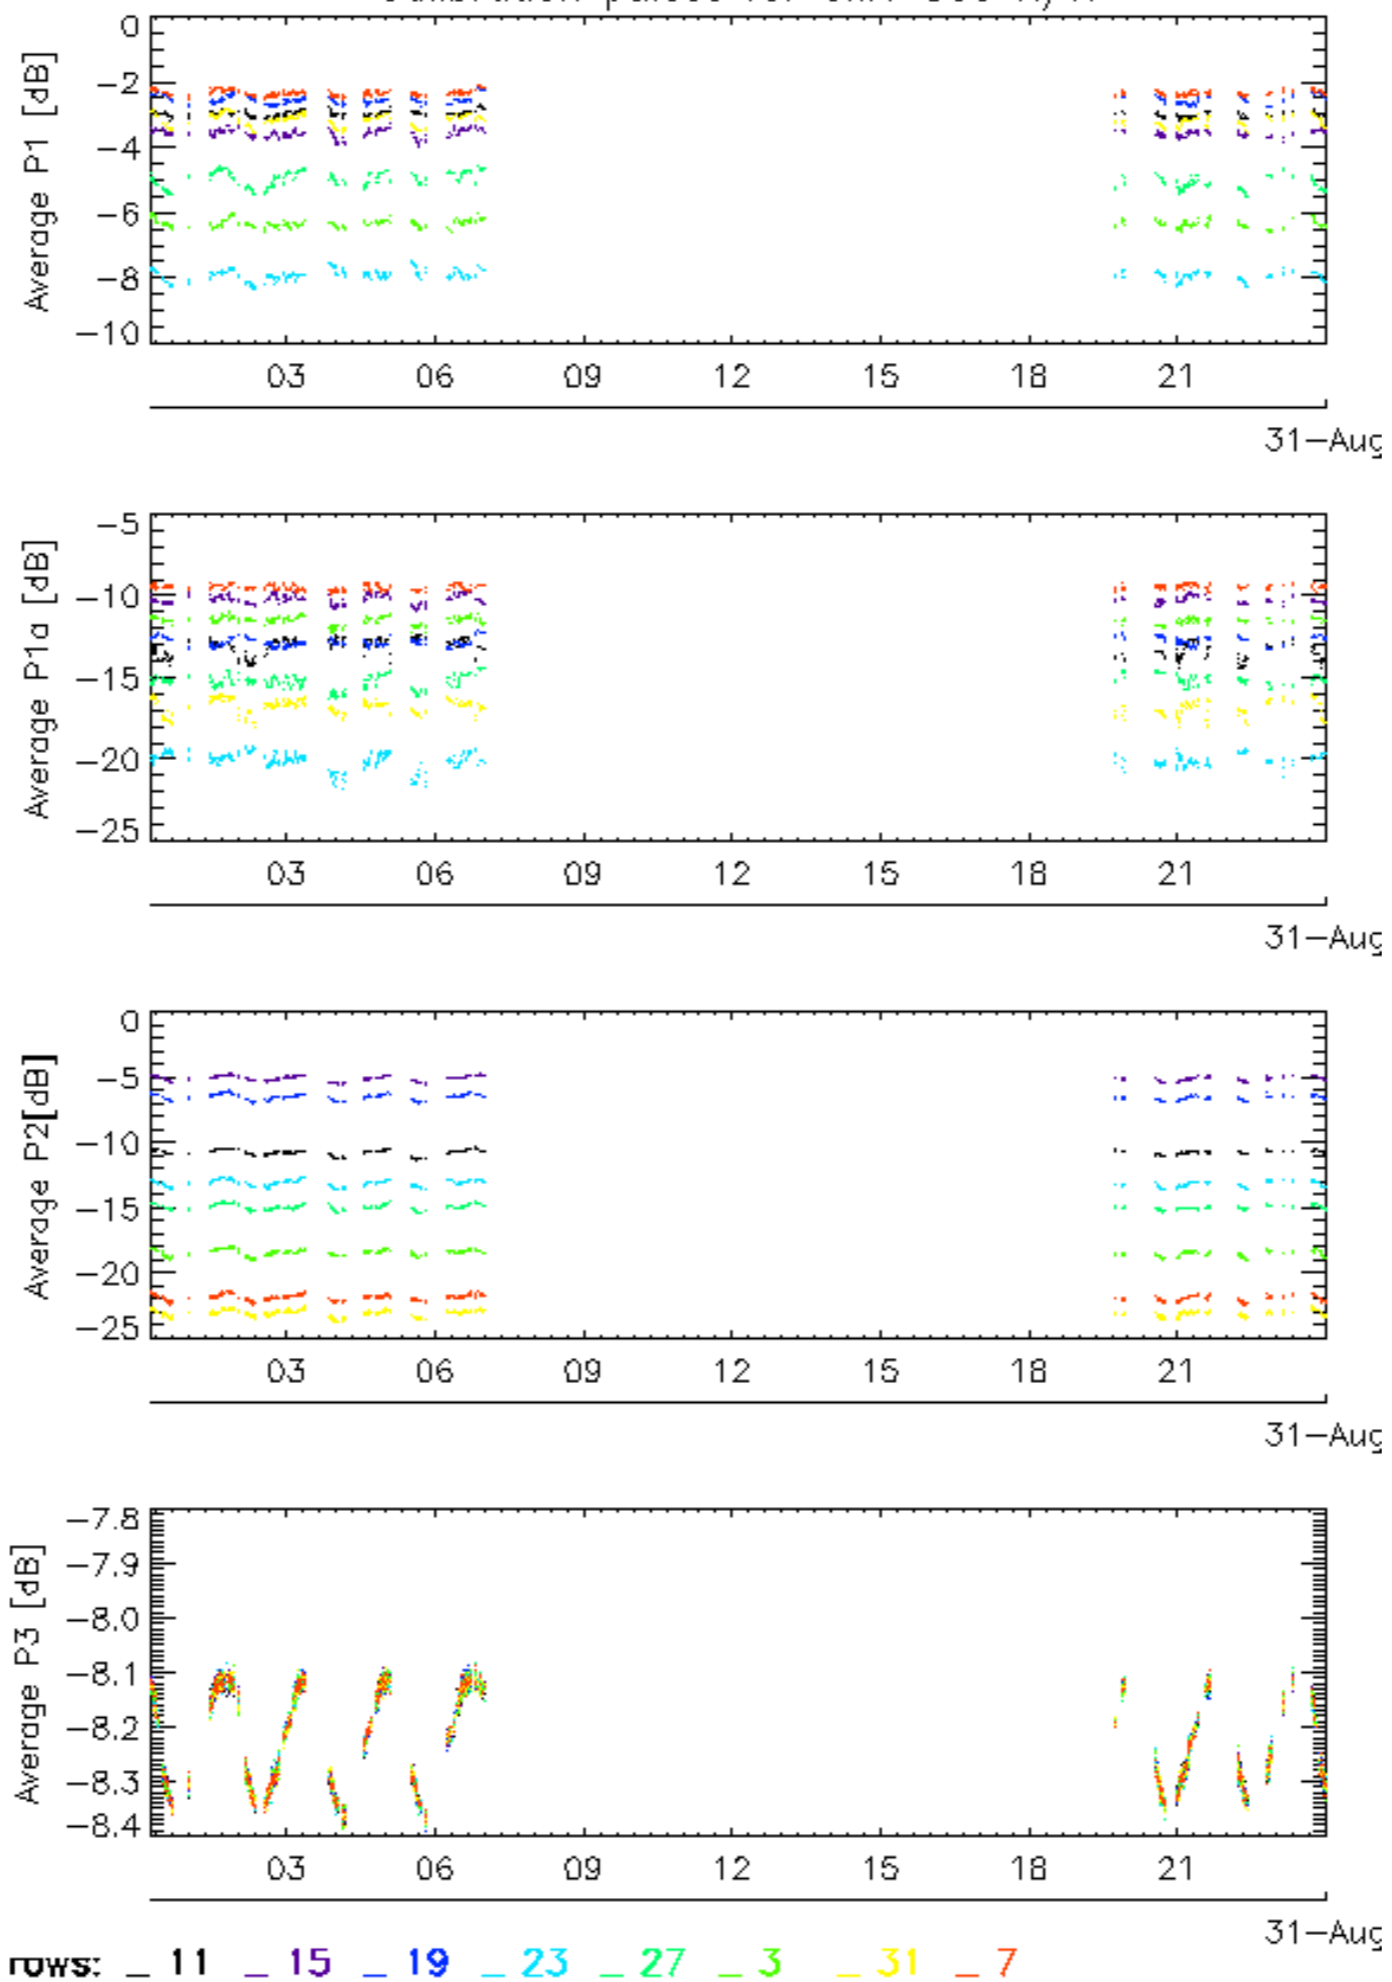 0
−2
−4
−6
−8
−10
Average P1 [dB]
03 06 09 12 15 18 21
31−Aug
−5
−10
−15
−20
−25
Average P1a [dB]
03 06 09 12 15 18 21
31−Aug
0
−5
−10
−15
−20
−25
Average P2[dB]
03 06 09 12 15 18 21
31−Aug
−7.8
−7.9
−8.0
−8.1
−8.2
−8.3
−8.4
Average P3 [dB]
03 06 09 12 15 18 21
31−Aug
rows: _ 11 _ 15 _ 19 _ 23 _ 27 _ 3 _ 31 _ 7